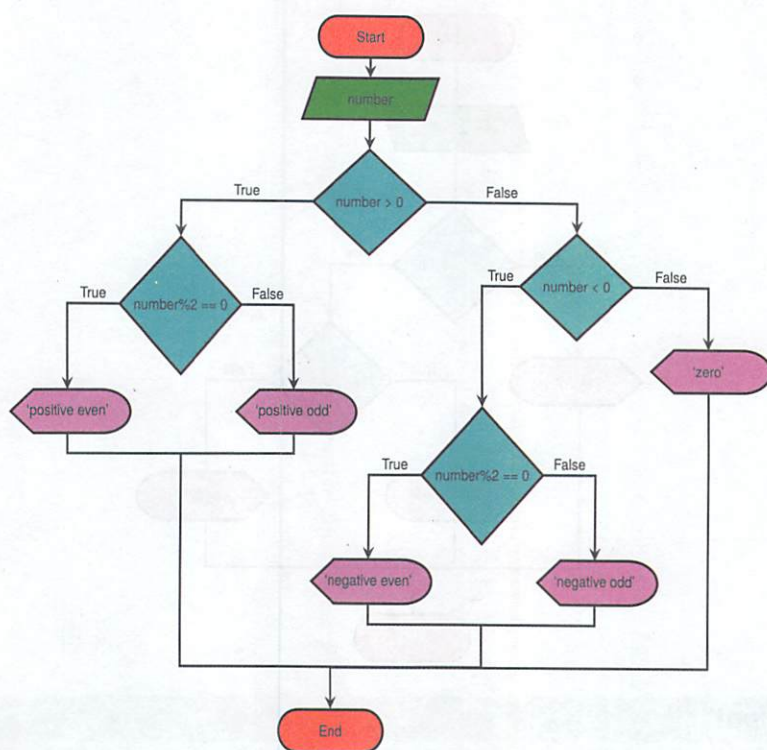 Start
number
number > 0
True
False
number%2 == 0
True
False
number < 0
True
False
'positive even'
'positive odd'
'zero'
number%2 == 0
True
False
'negative even'
'negative odd'
End